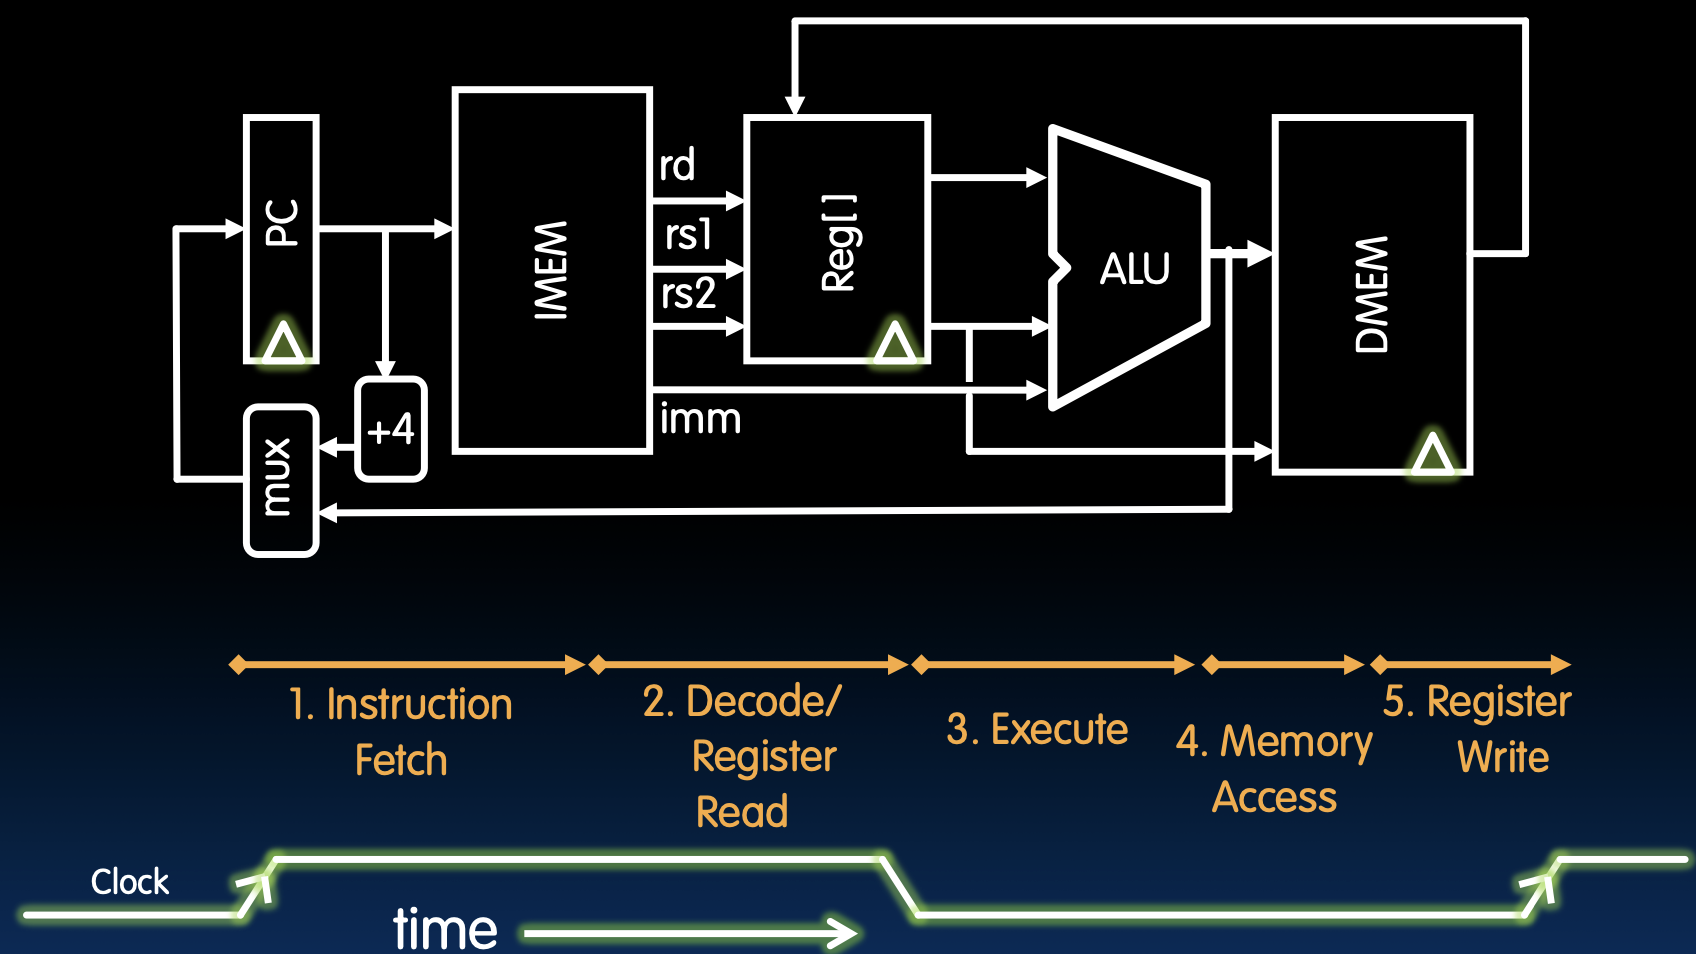 PC
+4
mux
IMEM
rd
rs1
rs2
imm
Reg[ ]
ALU
DMEM
1. Instruction
Fetch
2. Decode/
Register
Read
3. Execute
4. Memory
Access
5. Register
Write
Clock
time